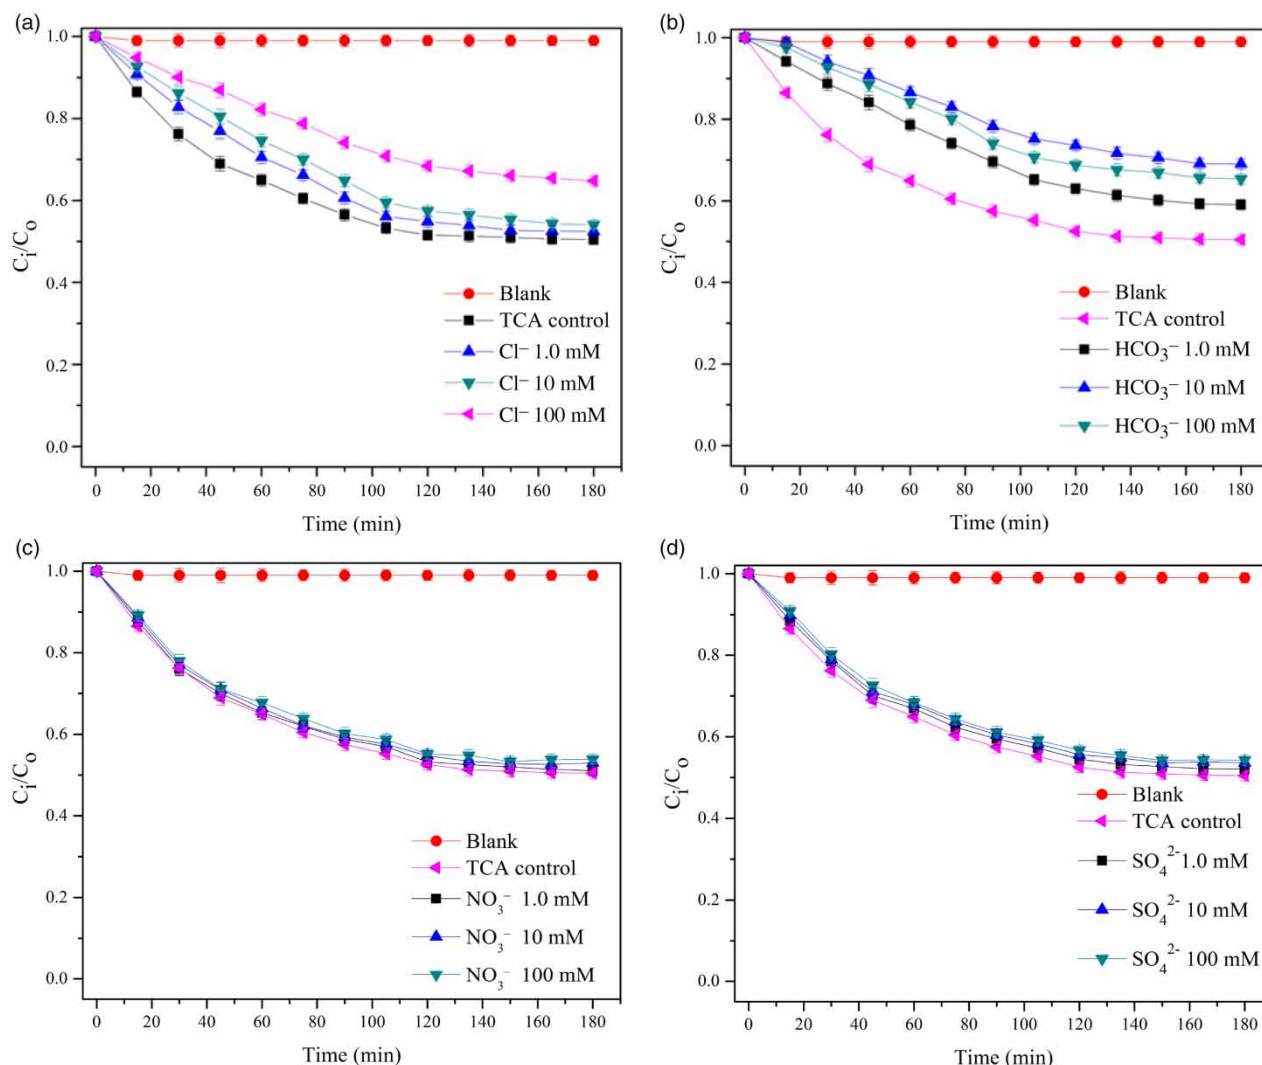 (a)
1.0
0.8
0.6
0.4
0.2
0.0
Ci/Co
Blank
TCA control
Cl⁻ 1.0 mM
Cl⁻ 10 mM
Cl⁻ 100 mM
0 20 40 60 80 100 120 140 160 180
Time (min)
(b)
1.0
0.8
0.6
0.4
0.2
0.0
Ci/Co
Blank
TCA control
HCO₃⁻ 1.0 mM
HCO₃⁻ 10 mM
HCO₃⁻ 100 mM
0 20 40 60 80 100 120 140 160 180
Time (min)
(c)
1.0
0.8
0.6
0.4
0.2
0.0
Ci/Co
Blank
TCA control
NO₃⁻ 1.0 mM
NO₃⁻ 10 mM
NO₃⁻ 100 mM
0 20 40 60 80 100 120 140 160 180
Time (min)
(d)
1.0
0.8
0.6
0.4
0.2
0.0
Ci/Co
Blank
TCA control
SO₄²⁻ 1.0 mM
SO₄²⁻ 10 mM
SO₄²⁻ 100 mM
0 20 40 60 80 100 120 140 160 180
Time (min)